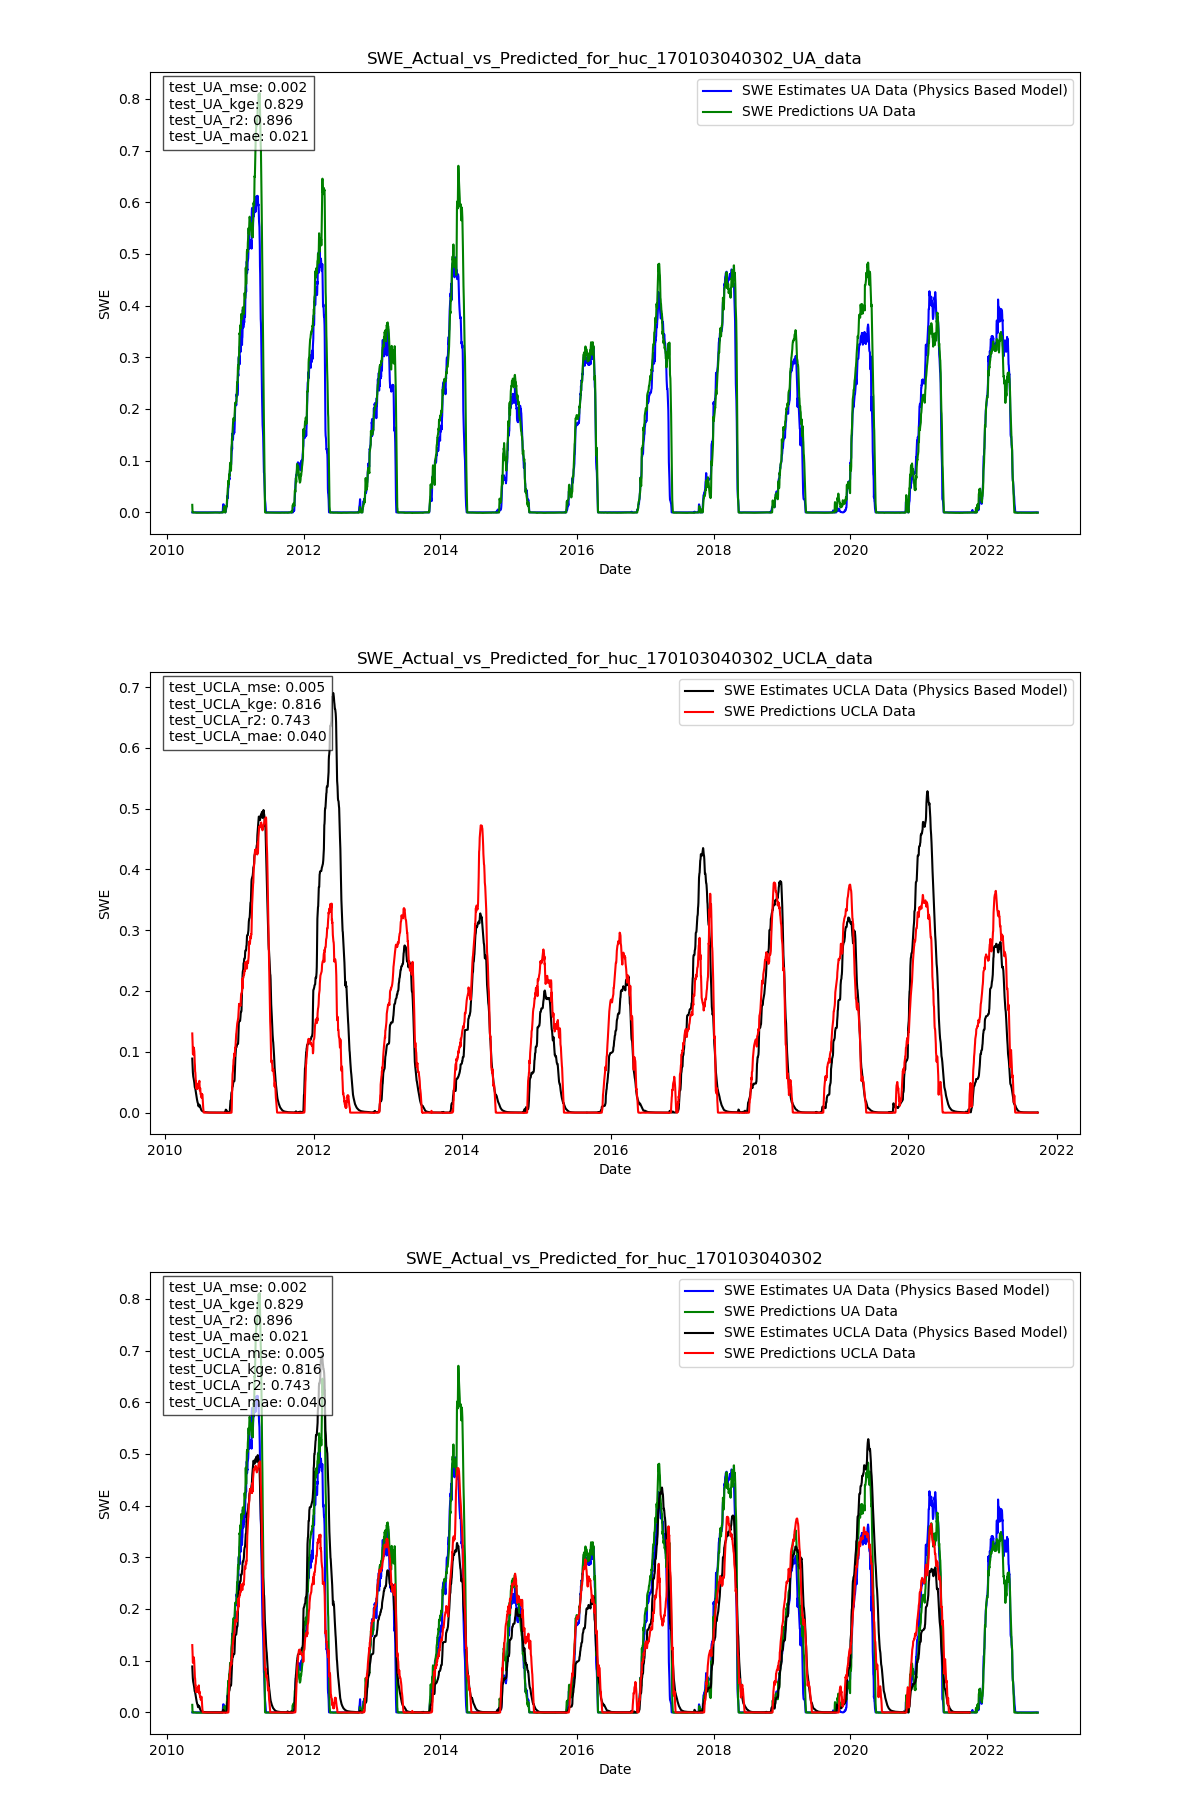 SWE_Actual_vs_Predicted_for_huc_170103040302_UA_data
test_UA_mse: 0.002
test_UA_kge: 0.829
test_UA_r2: 0.896
test_UA_mae: 0.021
SWE Estimates UA Data (Physics Based Model)
SWE Predictions UA Data
0.8
0.7
0.6
0.5
0.4
0.3
0.2
0.1
0.0
SWE
2010 2012 2014 2016 2018 2020 2022
Date
SWE_Actual_vs_Predicted_for_huc_170103040302_UCLA_data
test_UCLA_mse: 0.005
test_UCLA_kge: 0.816
test_UCLA_r2: 0.743
test_UCLA_mae: 0.040
SWE Estimates UCLA Data (Physics Based Model)
SWE Predictions UCLA Data
0.7
0.6
0.5
0.4
0.3
0.2
0.1
0.0
SWE
2010 2012 2014 2016 2018 2020 2022
Date
SWE_Actual_vs_Predicted_for_huc_170103040302
test_UA_mse: 0.002
test_UA_kge: 0.829
test_UA_r2: 0.896
test_UA_mae: 0.021
test_UCLA_mse: 0.005
test_UCLA_kge: 0.816
test_UCLA_r2: 0.743
test_UCLA_mae: 0.040
SWE Estimates UA Data (Physics Based Model)
SWE Predictions UA Data
SWE Estimates UCLA Data (Physics Based Model)
SWE Predictions UCLA Data
0.8
0.7
0.6
0.5
0.4
0.3
0.2
0.1
0.0
SWE
2010 2012 2014 2016 2018 2020 2022
Date